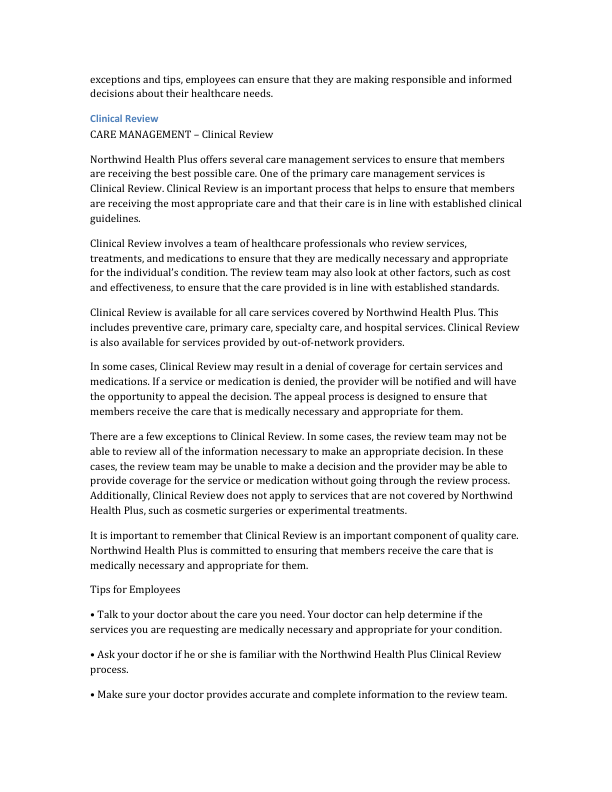 exceptions and tips, employees can ensure that they are making responsible and informed
decisions about their healthcare needs.
Clinical Review
CARE MANAGEMENT – Clinical Review
Northwind Health Plus offers several care management services to ensure that members
are receiving the best possible care. One of the primary care management services is
Clinical Review. Clinical Review is an important process that helps to ensure that members
are receiving the most appropriate care and that their care is in line with established clinical
guidelines.
Clinical Review involves a team of healthcare professionals who review services,
treatments, and medications to ensure that they are medically necessary and appropriate
for the individual’s condition. The review team may also look at other factors, such as cost
and effectiveness, to ensure that the care provided is in line with established standards.
Clinical Review is available for all care services covered by Northwind Health Plus. This
includes preventive care, primary care, specialty care, and hospital services. Clinical Review
is also available for services provided by out-of-network providers.
In some cases, Clinical Review may result in a denial of coverage for certain services and
medications. If a service or medication is denied, the provider will be notified and will have
the opportunity to appeal the decision. The appeal process is designed to ensure that
members receive the care that is medically necessary and appropriate for them.
There are a few exceptions to Clinical Review. In some cases, the review team may not be
able to review all of the information necessary to make an appropriate decision. In these
cases, the review team may be unable to make a decision and the provider may be able to
provide coverage for the service or medication without going through the review process.
Additionally, Clinical Review does not apply to services that are not covered by Northwind
Health Plus, such as cosmetic surgeries or experimental treatments.
It is important to remember that Clinical Review is an important component of quality care.
Northwind Health Plus is committed to ensuring that members receive the care that is
medically necessary and appropriate for them.
Tips for Employees
• Talk to your doctor about the care you need. Your doctor can help determine if the
services you are requesting are medically necessary and appropriate for your condition.
• Ask your doctor if he or she is familiar with the Northwind Health Plus Clinical Review
process.
• Make sure your doctor provides accurate and complete information to the review team.